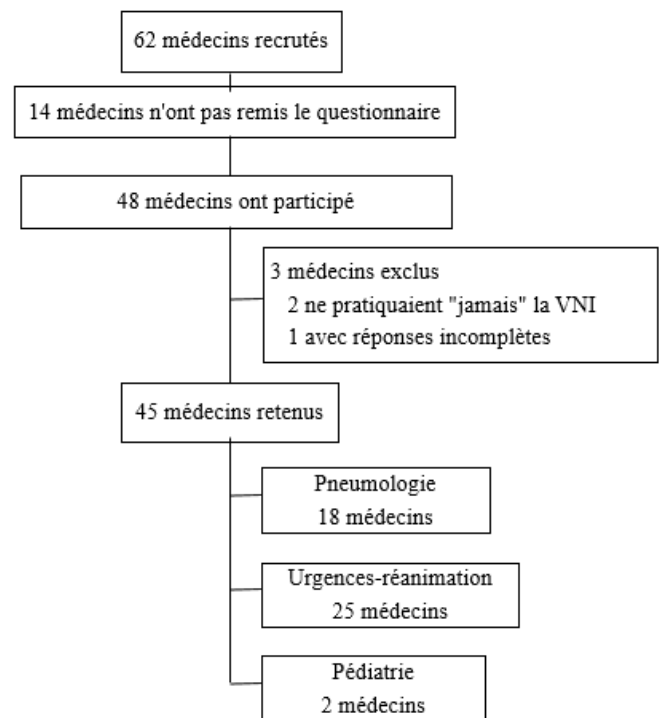 62 médecins recrutés
14 médecins n'ont pas remis le questionnaire
48 médecins ont participé
3 médecins exclus
2 ne pratiquaient "jamais" la VNI
1 avec réponses incomplètes
45 médecins retenus
Pneumologie
18 médecins
Urgences-réanimation
25 médecins
Pédiatrie
2 médecins